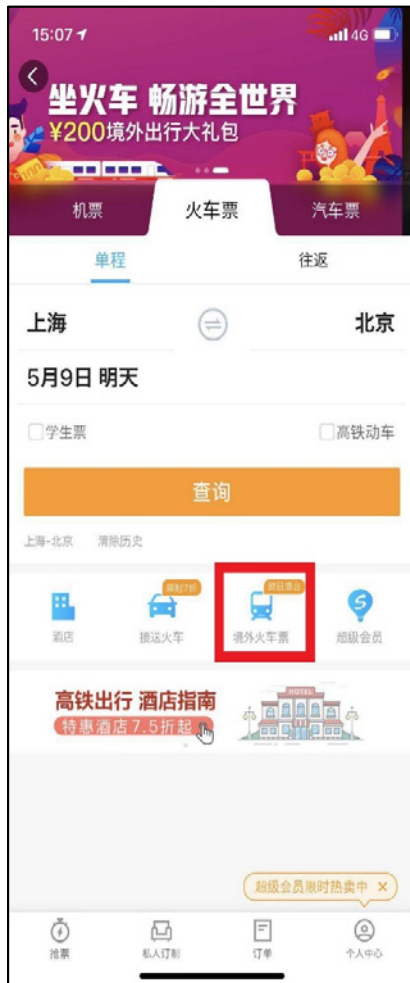 15:07 4G
坐火车 畅游全世界
¥200境外出行大礼包
机票 火车票 汽车票
单程 往返
上海 北京
5月9日 明天
学生票 高铁动车
查询
上海-北京 清除历史
限时7折
酒店 接送火车 境外火车票 超级会员
高铁出行 酒店指南
特惠酒店7.5折起
HOTEL
超级会员限时热卖中 ×
抢票 私人订制 订单 个人中心